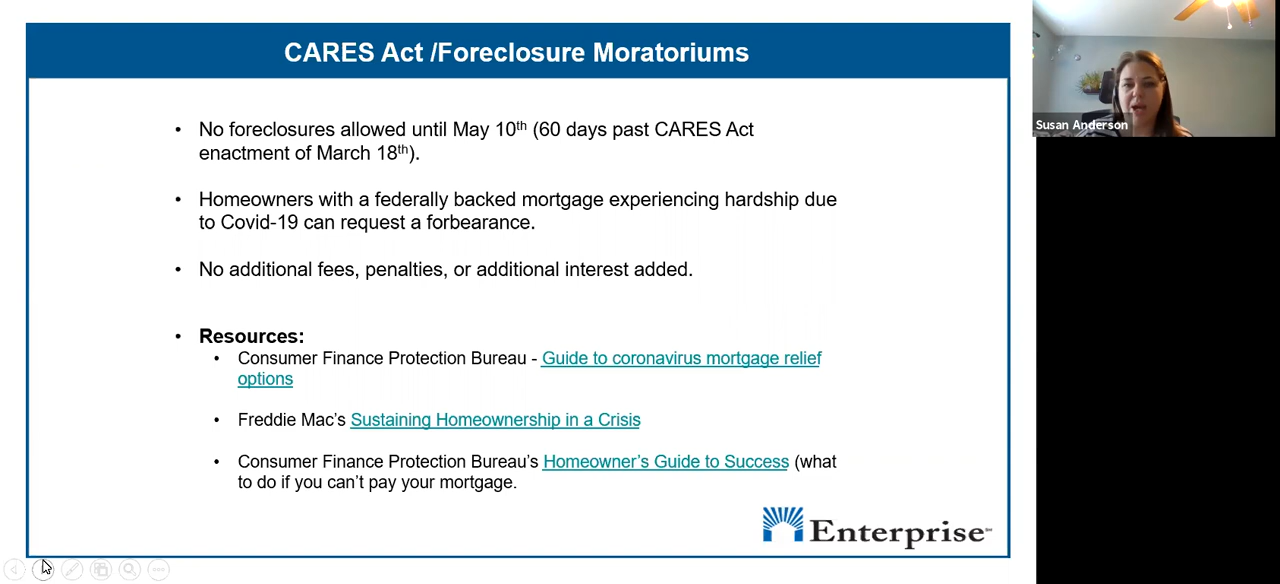 CARES Act /Foreclosure Moratoriums
• No foreclosures allowed until May 10th (60 days past CARES Act
enactment of March 18th).
• Homeowners with a federally backed mortgage experiencing hardship due
to Covid-19 can request a forbearance.
• No additional fees, penalties, or additional interest added.
• Resources:
• Consumer Finance Protection Bureau - Guide to coronavirus mortgage relief
options
• Freddie Mac’s Sustaining Homeownership in a Crisis
• Consumer Finance Protection Bureau’s Homeowner’s Guide to Success (what
to do if you can’t pay your mortgage.
Enterprise
Susan Anderson